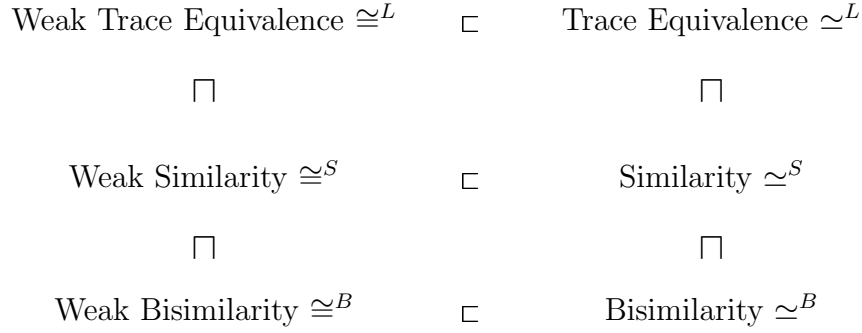 Weak Trace Equivalence ≅^L ⊏ Trace Equivalence ≃^L
⊓ ⊓
Weak Similarity ≅^S ⊏ Similarity ≃^S
⊓ ⊓
Weak Bisimilarity ≅^B ⊏ Bisimilarity ≃^B